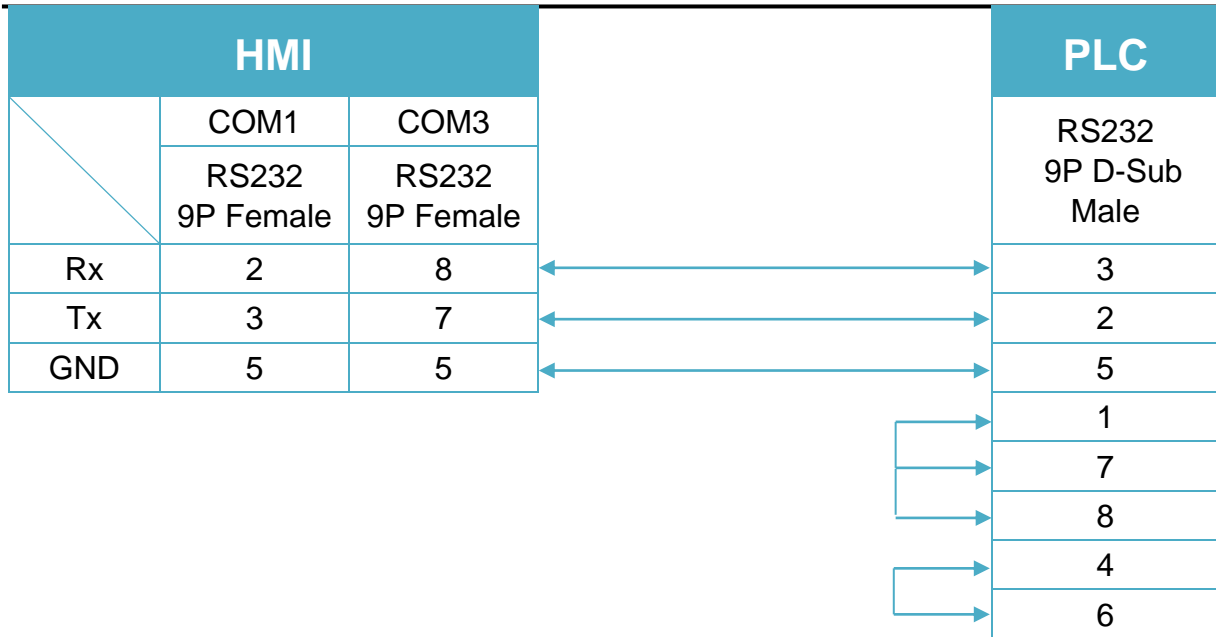 HMI PLC
COM1 COM3
RS232
9P D-Sub
Male
RS232
9P Female
RS232
9P Female
Rx 2 8 3
Tx 3 7 2
GND 5 5 5
1
7
8
4
6